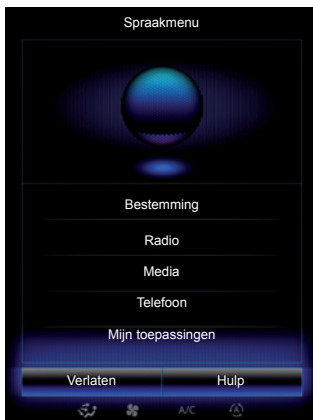 Spraakmenu
Bestemming
Radio
Media
Telefoon
Mijn toepassingen
Verlaten Hulp
A/C A